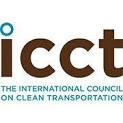 icct
THE INTERNATIONAL COUNCIL
ON CLEAN TRANSPORTATION